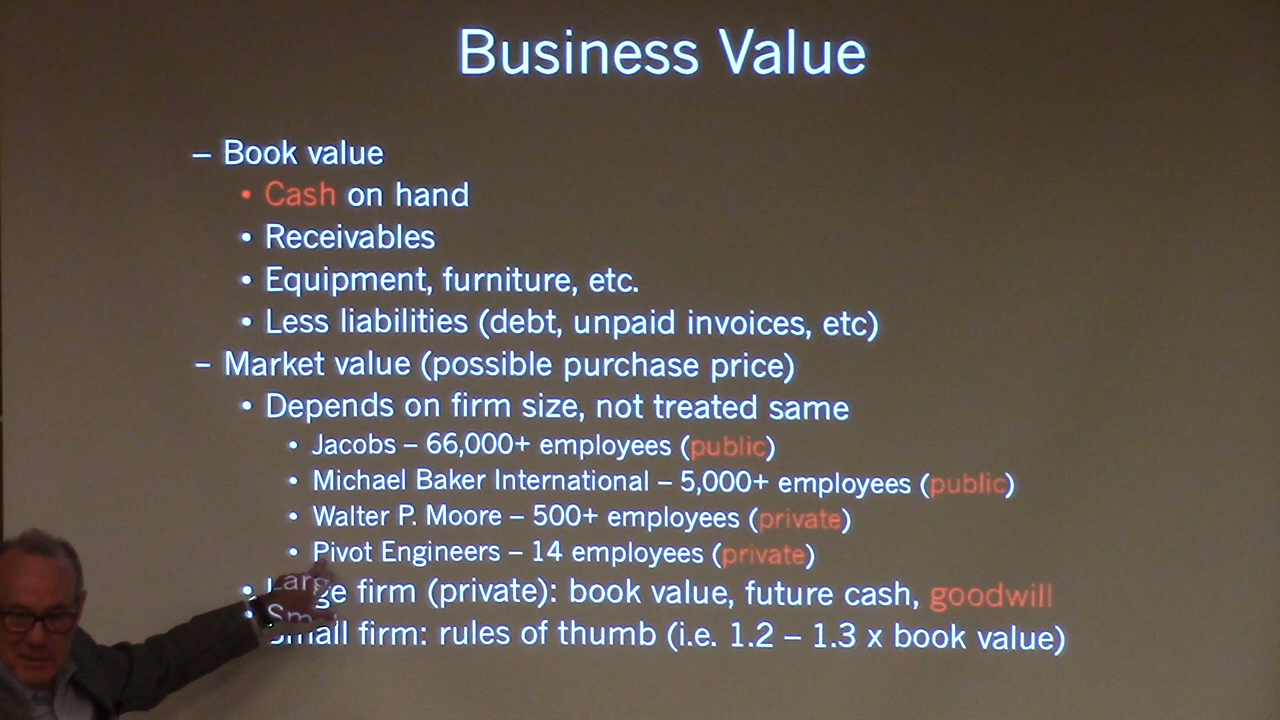 Business Value
– Book value
• Cash on hand
• Receivables
• Equipment, furniture, etc.
• Less liabilities (debt, unpaid invoices, etc)
– Market value (possible purchase price)
• Depends on firm size, not treated same
• Jacobs – 66,000+ employees (public)
• Michael Baker International – 5,000+ employees (public)
• Walter P. Moore – 500+ employees (private)
• Pivot Engineers – 14 employees (private)
• Large firm (private): book value, future cash, goodwill
• Small firm: rules of thumb (i.e. 1.2 – 1.3 x book value)